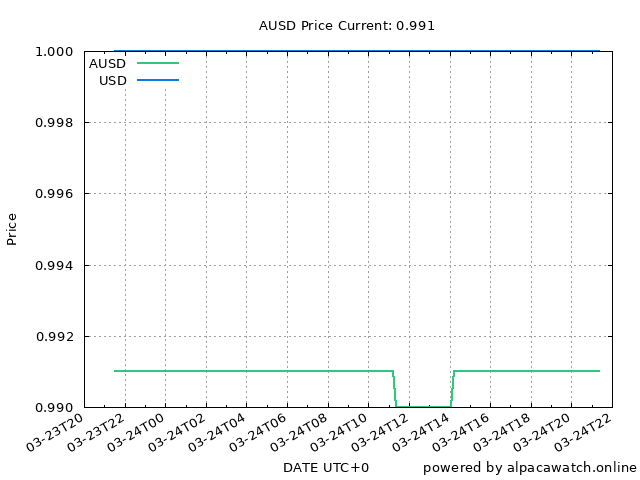 AUSD Price Current: 0.991
1.000
AUSD
USD
0.998
0.996
Price
0.994
0.992
0.990
03-23T20
03-23T22
03-24T00
03-24T02
03-24T04
03-24T06
03-24T08
03-24T10
03-24T12
03-24T14
03-24T16
03-24T18
03-24T20
03-24T22
DATE UTC+0
powered by alpacawatch.online